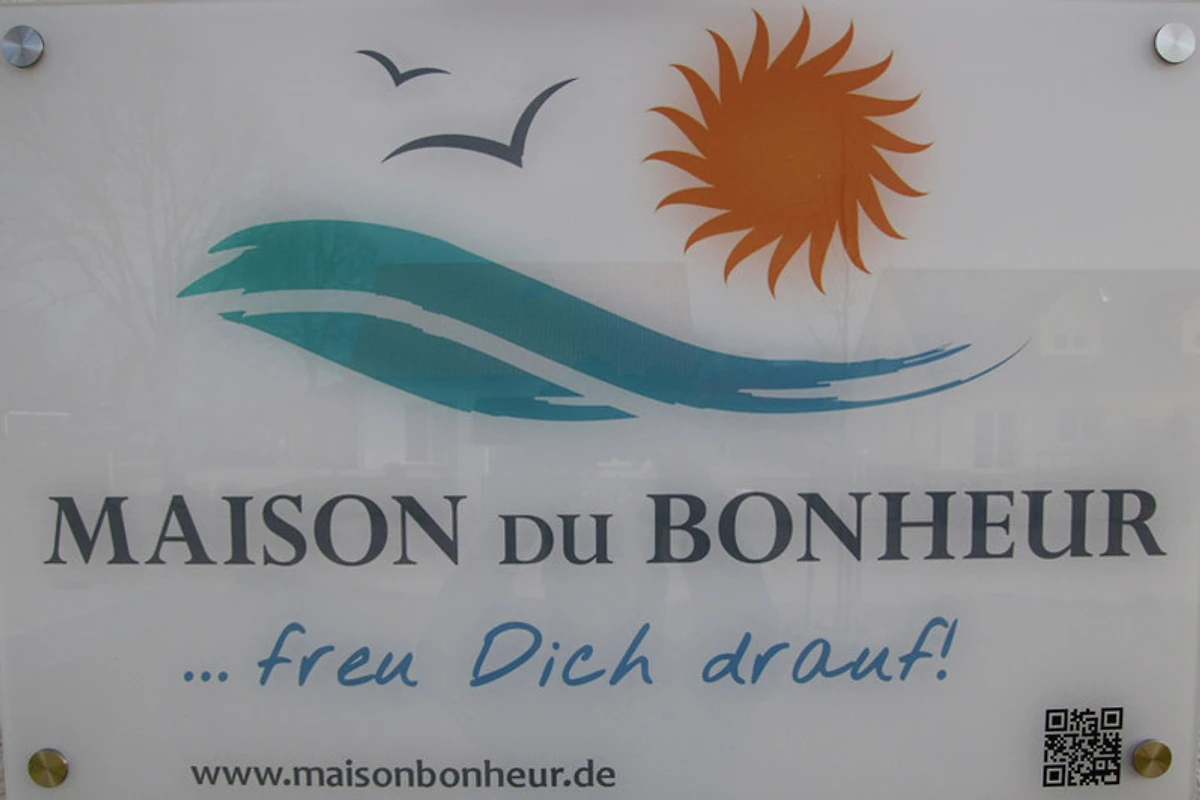 MAISON DU BONHEUR
... freu Dich drauf!
www.maisonbonheur.de